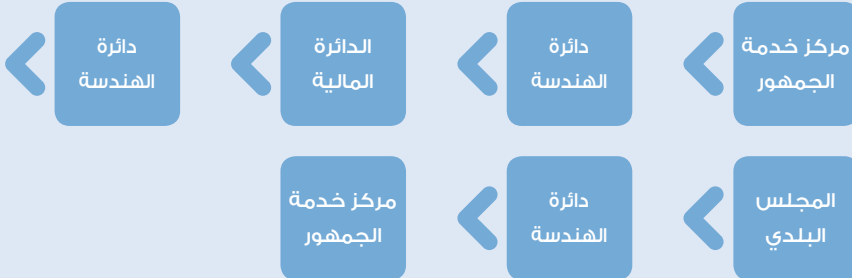 مركز خدمة
الجمهور
دائرة
الهندسة
الدائرة
المالية
دائرة
الهندسة
المجلس
البلدي
دائرة
الهندسة
مركز خدمة
الجمهور